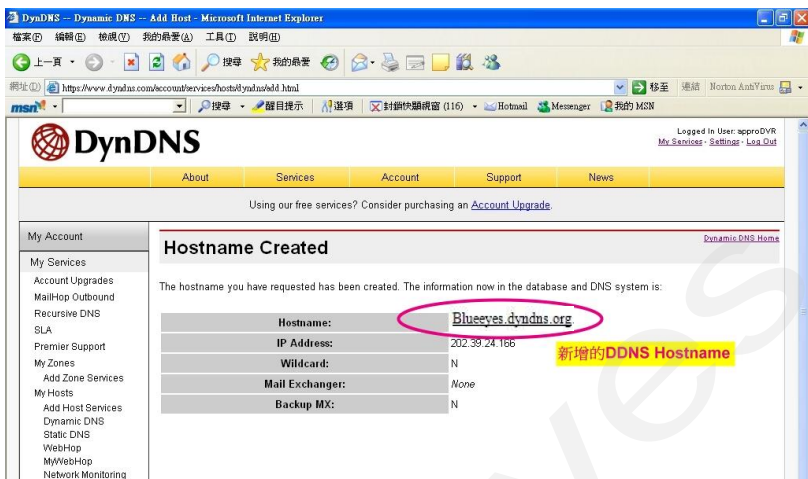 DynDNS -- Dynamic DNS -- Add Host - Microsoft Internet Explorer
檔案(F) 編輯(E) 檢視(V) 我的最愛(A) 工具(T) 說明(H)
上一頁 搜尋 我的最愛
網址(D) https://www.dyndns.com/account/services/hosts/dyndns/add.html 移至 連結 Norton AntiVirus
msn 搜尋 醒目提示 選項 封鎖快顯視窗 (116) Hotmail Messenger 我的 MSN
DynDNS
Logged In User: approDVR
My Services - Settings - Log Out
About Services Account Support News
Using our free services? Consider purchasing an Account Upgrade.
My Account
Hostname Created
Dynamic DNS Home
My Services
Account Upgrades
MailHop Outbound
Recursive DNS
SLA
Premier Support
My Zones
Add Zone Services
My Hosts
Add Host Services
Dynamic DNS
Static DNS
WebHop
MyWebHop
Network Monitoring
The hostname you have requested has been created. The information now in the database and DNS system is:
Hostname: Blueeyes.dyndns.org
IP Address: 202.39.24.166
新增的DDNS Hostname
Wildcard: N
Mail Exchanger: None
Backup MX: N